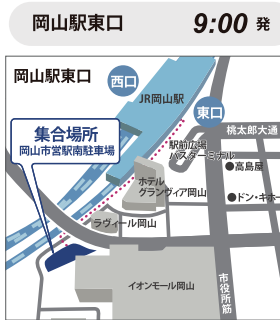 岡山駅東口 9:00 発
岡山駅東口
西口
JR岡山駅
東口
桃太郎大通
駅前広場
バスターミナル
集合場所
岡山市営駅南駐車場
●高島屋
ホテル
グランヴィア岡山
●ドン・キホー
ラヴィール岡山
イオンモール岡山
市役所筋